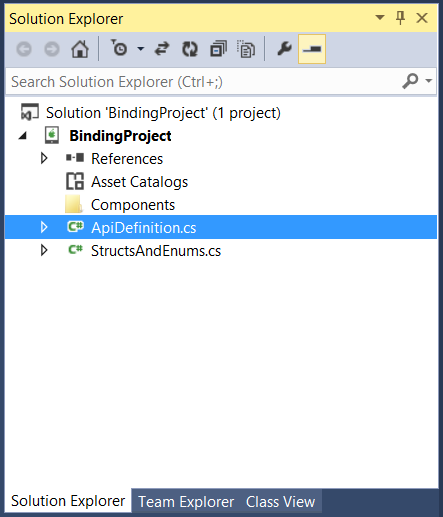 Solution Explorer
Search Solution Explorer (Ctrl+;)
Solution 'BindingProject' (1 project)
BindingProject
References
Asset Catalogs
Components
C# ApiDefinition.cs
C# StructsAndEnums.cs
Solution Explorer Team Explorer Class View